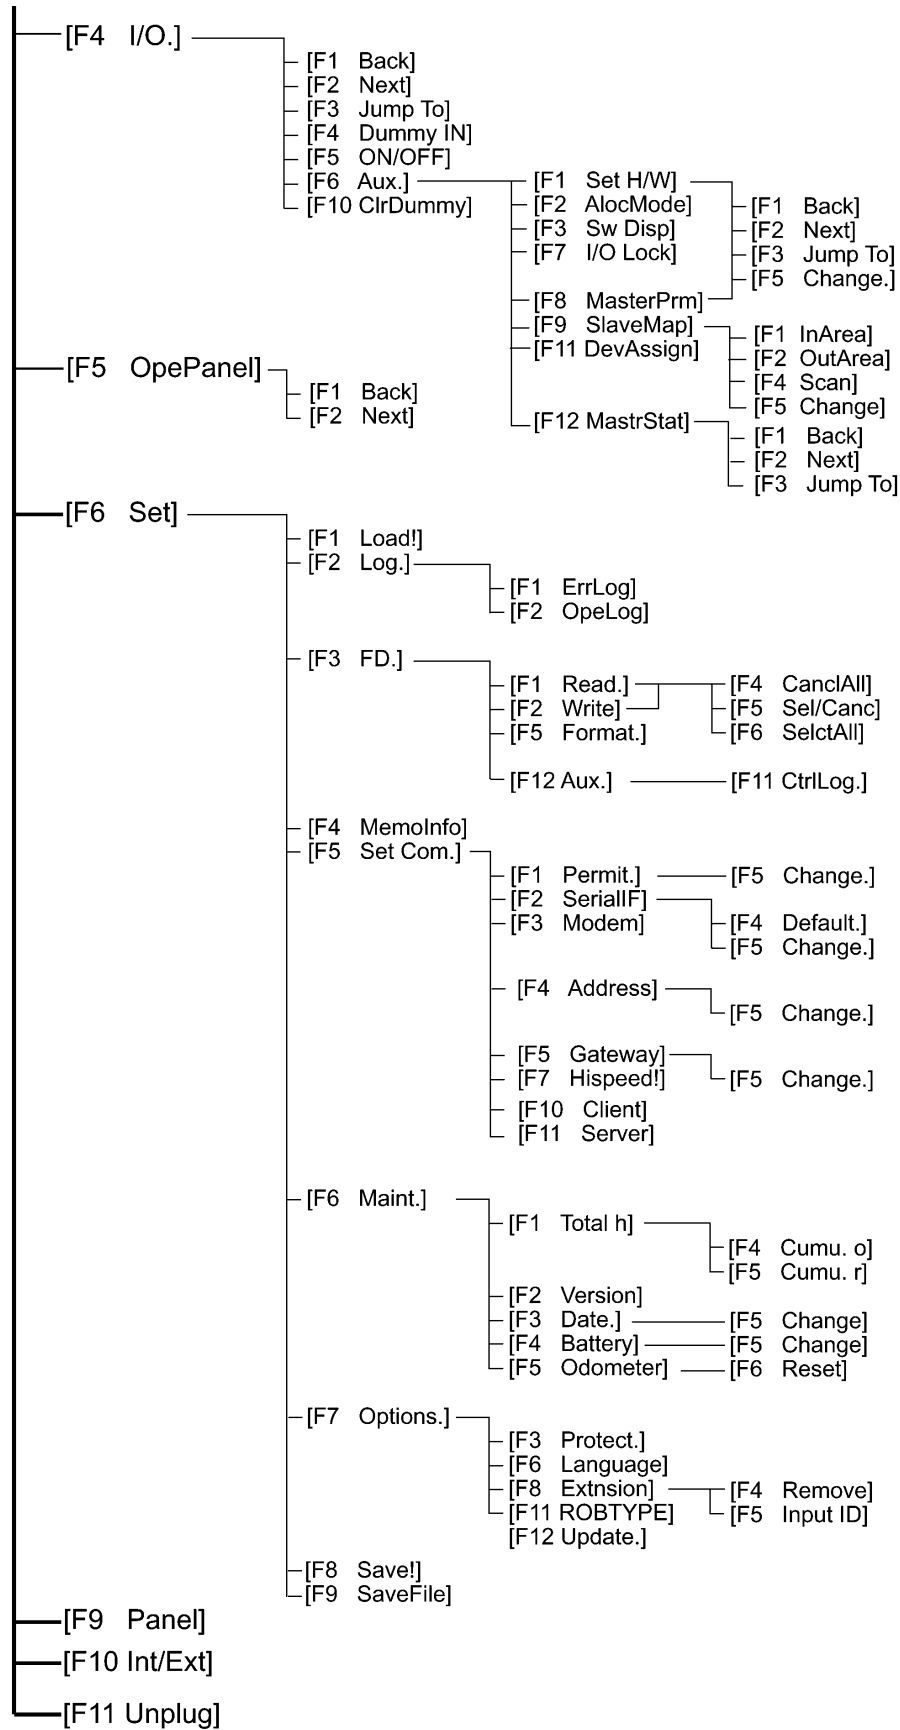 [F4 I/O.]
[F1 Back]
[F2 Next]
[F3 Jump To]
[F4 Dummy IN]
[F5 ON/OFF]
[F6 Aux.]
[F10 ClrDummy]
[F1 Set H/W]
[F2 AlocMode]
[F3 Sw Disp]
[F7 I/O Lock]
[F8 MasterPrm]
[F9 SlaveMap]
[F11 DevAssign]
[F12 MastrStat]
[F1 Back]
[F2 Next]
[F3 Jump To]
[F5 Change.]
[F1 InArea]
[F2 OutArea]
[F4 Scan]
[F5 Change]
[F1 Back]
[F2 Next]
[F3 Jump To]
[F5 OpePanel]
[F1 Back]
[F2 Next]
[F6 Set]
[F1 Load!]
[F2 Log.]
[F1 ErrLog]
[F2 OpeLog]
[F3 FD.]
[F1 Read.]
[F2 Write]
[F5 Format.]
[F4 CanclAll]
[F5 Sel/Canc]
[F6 SelctAll]
[F12 Aux.]
[F11 CtrlLog.]
[F4 MemoInfo]
[F5 Set Com.]
[F1 Permit.]
[F5 Change.]
[F2 SerialIF]
[F3 Modem]
[F4 Default.]
[F5 Change.]
[F4 Address]
[F5 Change.]
[F5 Gateway]
[F7 Hispeed!]
[F5 Change.]
[F10 Client]
[F11 Server]
[F6 Maint.]
[F1 Total h]
[F4 Cumu. o]
[F5 Cumu. r]
[F2 Version]
[F3 Date.]
[F5 Change]
[F4 Battery]
[F5 Change]
[F5 Odometer]
[F6 Reset]
[F7 Options.]
[F3 Protect.]
[F6 Language]
[F8 Extnsion]
[F4 Remove]
[F5 Input ID]
[F11 ROBTYPE]
[F12 Update.]
[F8 Save!]
[F9 SaveFile]
[F9 Panel]
[F10 Int/Ext]
[F11 Unplug]